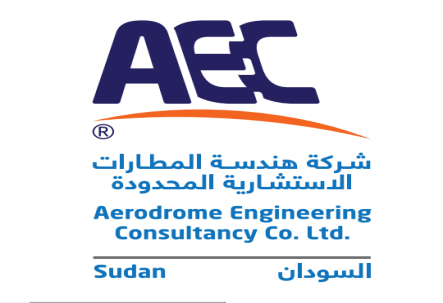 AEC
®
شركة هندسة المطارات
الاستشارية المحدودة
Aerodrome Engineering
Consultancy Co. Ltd.
Sudan السودان